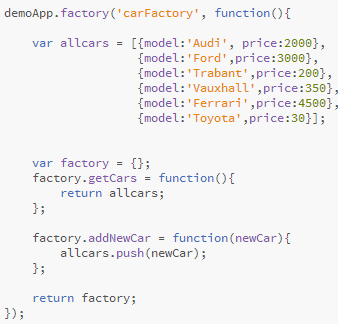 demoApp.factory('carFactory', function(){
var allcars = [{model:'Audi', price:2000},
{model:'Ford',price:3000},
{model:'Trabant',price:200},
{model:'Vauxhall',price:350},
{model:'Ferrari',price:4500},
{model:'Toyota',price:30}];
var factory = {};
factory.getCars = function(){
return allcars;
};
factory.addNewCar = function(newCar){
allcars.push(newCar);
};
return factory;
});